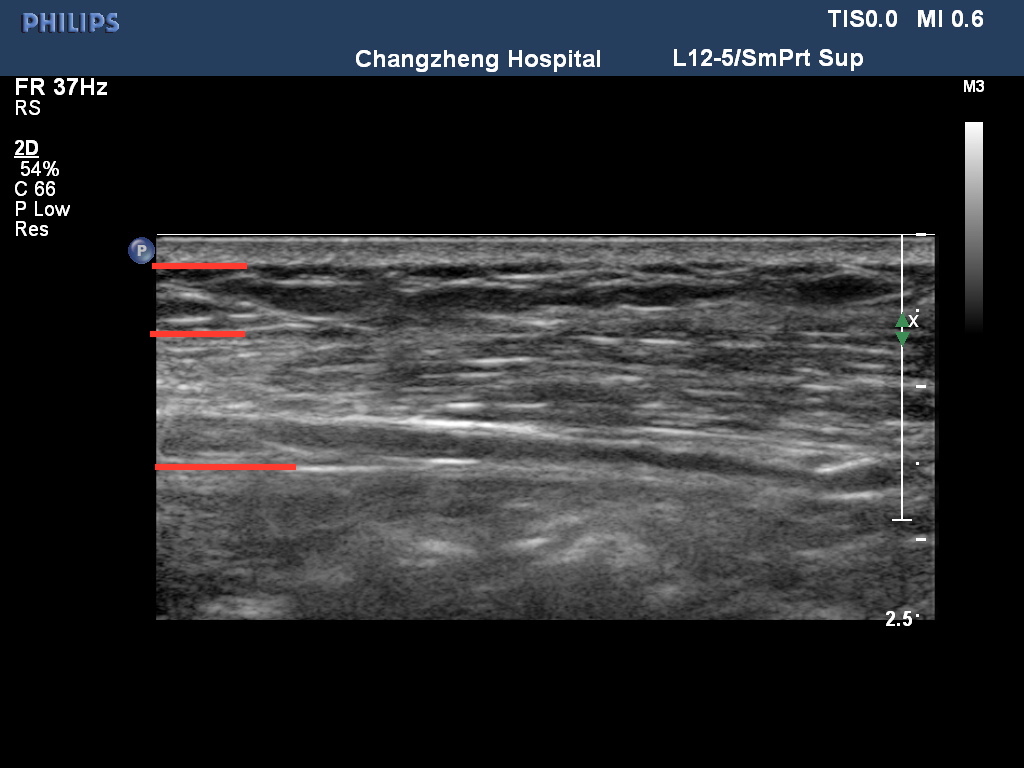 PHILIPS
TIS0.0 MI 0.6
Changzheng Hospital
L12-5/SmPrt Sup
FR 37Hz
RS
M3
2D
54%
C 66
P Low
Res
P
X
2.5